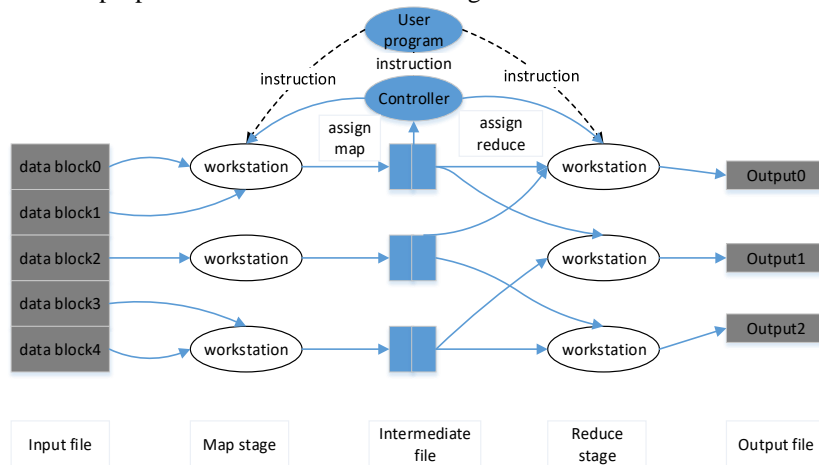 User
program
instruction
instruction
instruction
Controller
assign
map
assign
reduce
data block0
workstation
workstation
Output0
data block1
data block2
workstation
workstation
Output1
data block3
data block4
workstation
workstation
Output2
Input file
Map stage
Intermediate
file
Reduce
stage
Output file